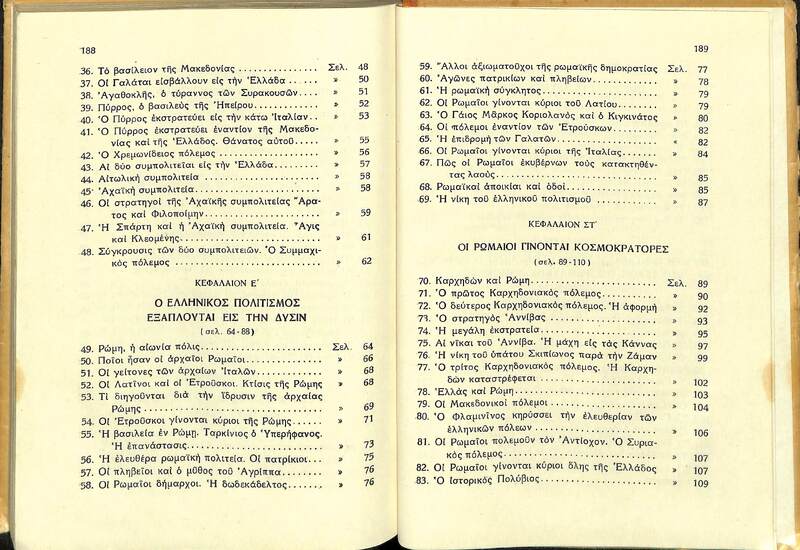 188
36. Τὸ βασίλειον τῆς Μακεδονίας ................ Σελ. 48
37. Οἱ Γαλάται εἰσβάλλουν εἰς τὴν Ἑλλάδα ..... » 50
38. Ἀγαθοκλῆς, ὁ τύραννος τῶν Συρακουσῶν .... » 51
39. Πύρρος, ὁ βασιλεὺς τῆς Ἠπείρου ............. » 52
40. Ὁ Πύρρος ἐκστρατεύει εἰς τὴν κάτω Ἰταλίαν .. » 53
41. Ὁ Πύρρος ἐκστρατεύει ἐναντίον τῆς Μακεδο-
νίας καὶ τῆς Ἑλλάδος. Θάνατος αὐτοῦ ....... » 55
42. Ὁ Χρεμωνίδειος πόλεμος .................... » 56
43. Αἱ δύο συμπολιτεῖαι εἰς τὴν Ἑλλάδα ......... » 57
44. Αἰτωλικὴ συμπολιτεία ....................... » 58
45. Ἀχαϊκὴ συμπολιτεία ......................... » 58
46. Οἱ στρατηγοὶ τῆς Ἀχαϊκῆς συμπολιτείας Ἄρα-
τος καὶ Φιλοποίμην ......................... » 59
47. Ἡ Σπάρτη καὶ ἡ Ἀχαϊκὴ συμπολιτεία. Ἆγις
καὶ Κλεομένης .............................. » 61
48. Σύγκρουσις τῶν δύο συμπολιτειῶν. Ὁ Συμμαχι-
κὸς πόλεμος ................................ » 62
ΚΕΦΑΛΑΙΟΝ Ε΄
Ο ΕΛΛΗΝΙΚΟΣ ΠΟΛΙΤΙΣΜΟΣ
ΕΞΑΠΛΟΥΤΑΙ ΕΙΣ ΤΗΝ ΔΥΣΙΝ
(σελ. 64-88)
49. Ρώμη, ἡ αἰωνία πόλις ....................... Σελ. 64
50. Ποῖοι ἦσαν οἱ ἀρχαῖοι Ρωμαῖοι .............. » 66
51. Οἱ γείτονες τῶν ἀρχαίων Ἰταλῶν ............ » 68
52. Οἱ Λατῖνοι καὶ οἱ Ἐτροῦσκοι. Κτίσις τῆς Ρώμης » 68
53. Τί διηγοῦνται διὰ τὴν ἵδρυσιν τῆς ἀρχαίας
Ρώμης ...................................... » 69
54. Οἱ Ἐτροῦσκοι γίνονται κύριοι τῆς Ρώμης ..... » 71
55. Ἡ βασιλεία ἐν Ρώμῃ. Ταρκίνιος ὁ Ὑπερήφανος.
Ἡ ἐπανάστασις .............................. » 73
56. Ἡ ἐλευθέρα ρωμαϊκὴ πολιτεία. Οἱ πατρίκιοι ... » 75
57. Οἱ πληβεῖοι καὶ ὁ μῦθος τοῦ Ἀγρίππα ........ » 76
58. Οἱ Ρωμαῖοι δήμαρχοι. Ἡ δωδεκάδελτος ....... » 76
189
59. Ἄλλοι ἀξιωματοῦχοι τῆς ρωμαϊκῆς δημοκρατίας Σελ. 77
60. Ἀγῶνες πατρικίων καὶ πληβείων .............. » 78
61. Ἡ ρωμαϊκὴ σύγκλητος ....................... » 79
62. Οἱ Ρωμαῖοι γίνονται κύριοι τοῦ Λατίου ....... » 79
63. Ὁ Γάιος Μᾶρκος Κοριολανὸς καὶ ὁ Κιγκινάτος » 80
64. Οἱ πόλεμοι ἐναντίον τῶν Ἐτρούσκων .......... » 82
65. Ἡ ἐπιδρομὴ τῶν Γαλατῶν .................... « 82
66. Οἱ Ρωμαῖοι γίνονται κύριοι τῆς Ἰταλίας ...... » 84
67. Πῶς οἱ Ρωμαῖοι ἐκυβέρνων τοὺς κατακτηθέν-
τας λαούς .................................. » 85
68. Ρωμαϊκαὶ ἀποικίαι καὶ ὁδοί ................. » 85
69. Ἡ νίκη τοῦ ἑλληνικοῦ πολιτισμοῦ ............ » 87
ΚΕΦΑΛΑΙΟΝ ΣΤ΄
ΟΙ ΡΩΜΑΙΟΙ ΓΙΝΟΝΤΑΙ ΚΟΣΜΟΚΡΑΤΟΡΕΣ
(σελ. 89-110)
70. Καρχηδὼν καὶ Ρώμη ......................... Σελ. 89
71. Ὁ πρῶτος Καρχηδονιακὸς πόλεμος ............ » 90
72. Ὁ δεύτερος Καρχηδονιακὸς πόλεμος. Ἡ ἀφορμὴ » 92
73. Ὁ στρατηγὸς Ἀννίβας ....................... » 93
74. Ἡ μεγάλη ἐκστρατεία ....................... » 95
75. Αἱ νῖκαι τοῦ Ἀννίβα. Ἡ μάχη εἰς τὰς Κάννας » 97
76. Ἡ νίκη τοῦ ὑπάτου Σκιπίωνος παρὰ τὴν Ζάμαν » 99
77. Ὁ τρίτος Καρχηδονιακὸς πόλεμος. Ἡ Καρχη-
δὼν καταστρέφεται .......................... » 102
78. Ἑλλὰς καὶ Ρώμη ............................ » 103
79. Οἱ Μακεδονικοὶ πόλεμοι ..................... » 104
80. Ὁ Φλαμινῖνος κηρύσσει τὴν ἐλευθερίαν τῶν
ἑλληνικῶν πόλεων ........................... » 106
81. Οἱ Ρωμαῖοι πολεμοῦν τὸν Ἀντίοχον. Ὁ Συρια-
κὸς πόλεμος ................................ » 107
82. Οἱ Ρωμαῖοι γίνονται κύριοι ὅλης τῆς Ἑλλάδος » 107
83. Ὁ Ἱστορικὸς Πολύβιος ....................... » 109